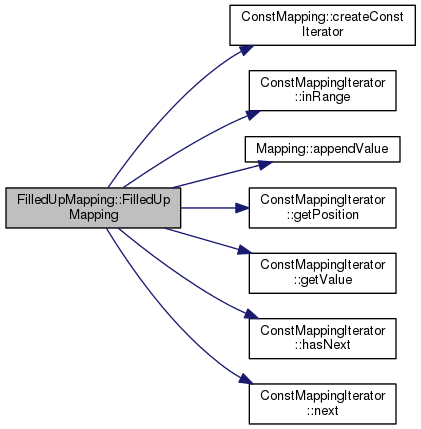 ConstMapping::createConst
Iterator
ConstMappingIterator
::inRange
Mapping::appendValue
FilledUpMapping::FilledUp
Mapping
ConstMappingIterator
::getPosition
ConstMappingIterator
::getValue
ConstMappingIterator
::hasNext
ConstMappingIterator
::next